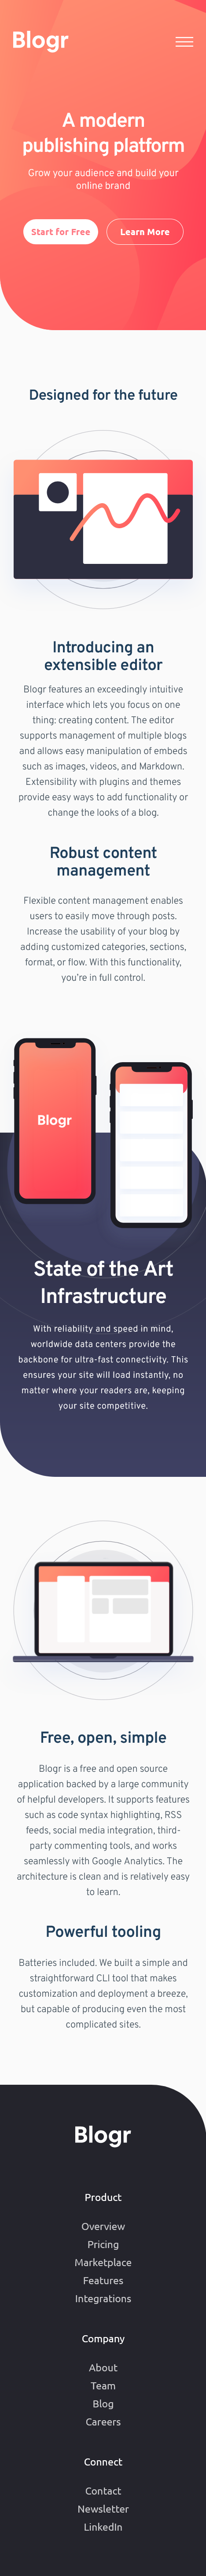 Blogr
A modern
publishing platform
Grow your audience and build your
online brand
Start for Free
Learn More
Designed for the future
Introducing an
extensible editor
Blogr features an exceedingly intuitive
interface which lets you focus on one
thing: creating content. The editor
supports management of multiple blogs
and allows easy manipulation of embeds
such as images, videos, and Markdown.
Extensibility with plugins and themes
provide easy ways to add functionality or
change the looks of a blog.
Robust content
management
Flexible content management enables
users to easily move through posts.
Increase the usability of your blog by
adding customized categories, sections,
format, or flow. With this functionality,
you're in full control.
Blogr
State of the Art
Infrastructure
With reliability and speed in mind,
worldwide data centers provide the
backbone for ultra-fast connectivity. This
ensures your site will load instantly, no
matter where your readers are, keeping
your site competitive.
Free, open, simple
Blogr is a free and open source
application backed by a large community
of helpful developers. It supports features
such as code syntax highlighting, RSS
feeds, social media integration, third-
party commenting tools, and works
seamlessly with Google Analytics. The
architecture is clean and is relatively easy
to learn.
Powerful tooling
Batteries included. We built a simple and
straightforward CLI tool that makes
customization and deployment a breeze,
but capable of producing even the most
complicated sites.
Blogr
Product
Overview
Pricing
Marketplace
Features
Integrations
Company
About
Team
Blog
Careers
Connect
Contact
Newsletter
LinkedIn